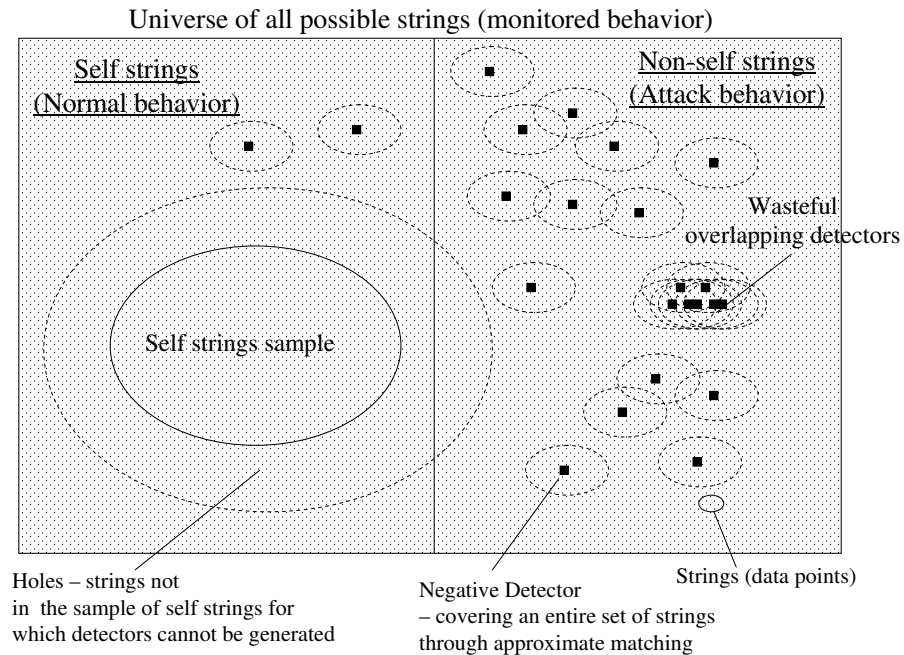 Universe of all possible strings (monitored behavior)
Self strings
(Normal behavior)
Non-self strings
(Attack behavior)
Wasteful
overlapping detectors
Self strings sample
Holes – strings not
in the sample of self strings for
which detectors cannot be generated
Negative Detector
– covering an entire set of strings
through approximate matching
Strings (data points)